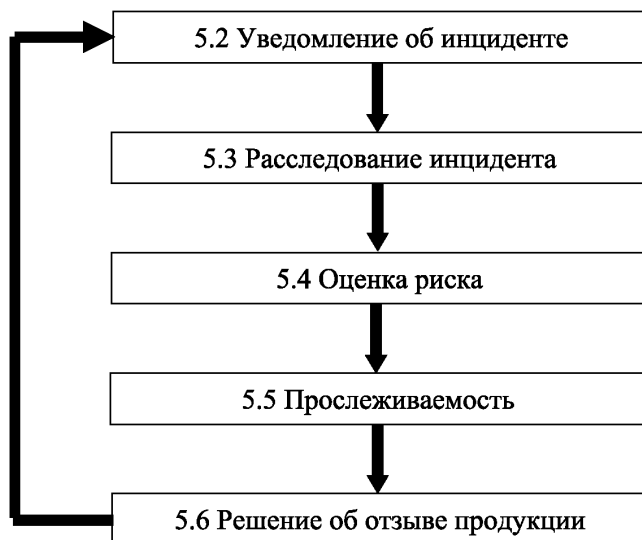 5.2 Уведомление об инциденте
5.3 Расследование инцидента
5.4 Оценка риска
5.5 Прослеживаемость
5.6 Решение об отзыве продукции